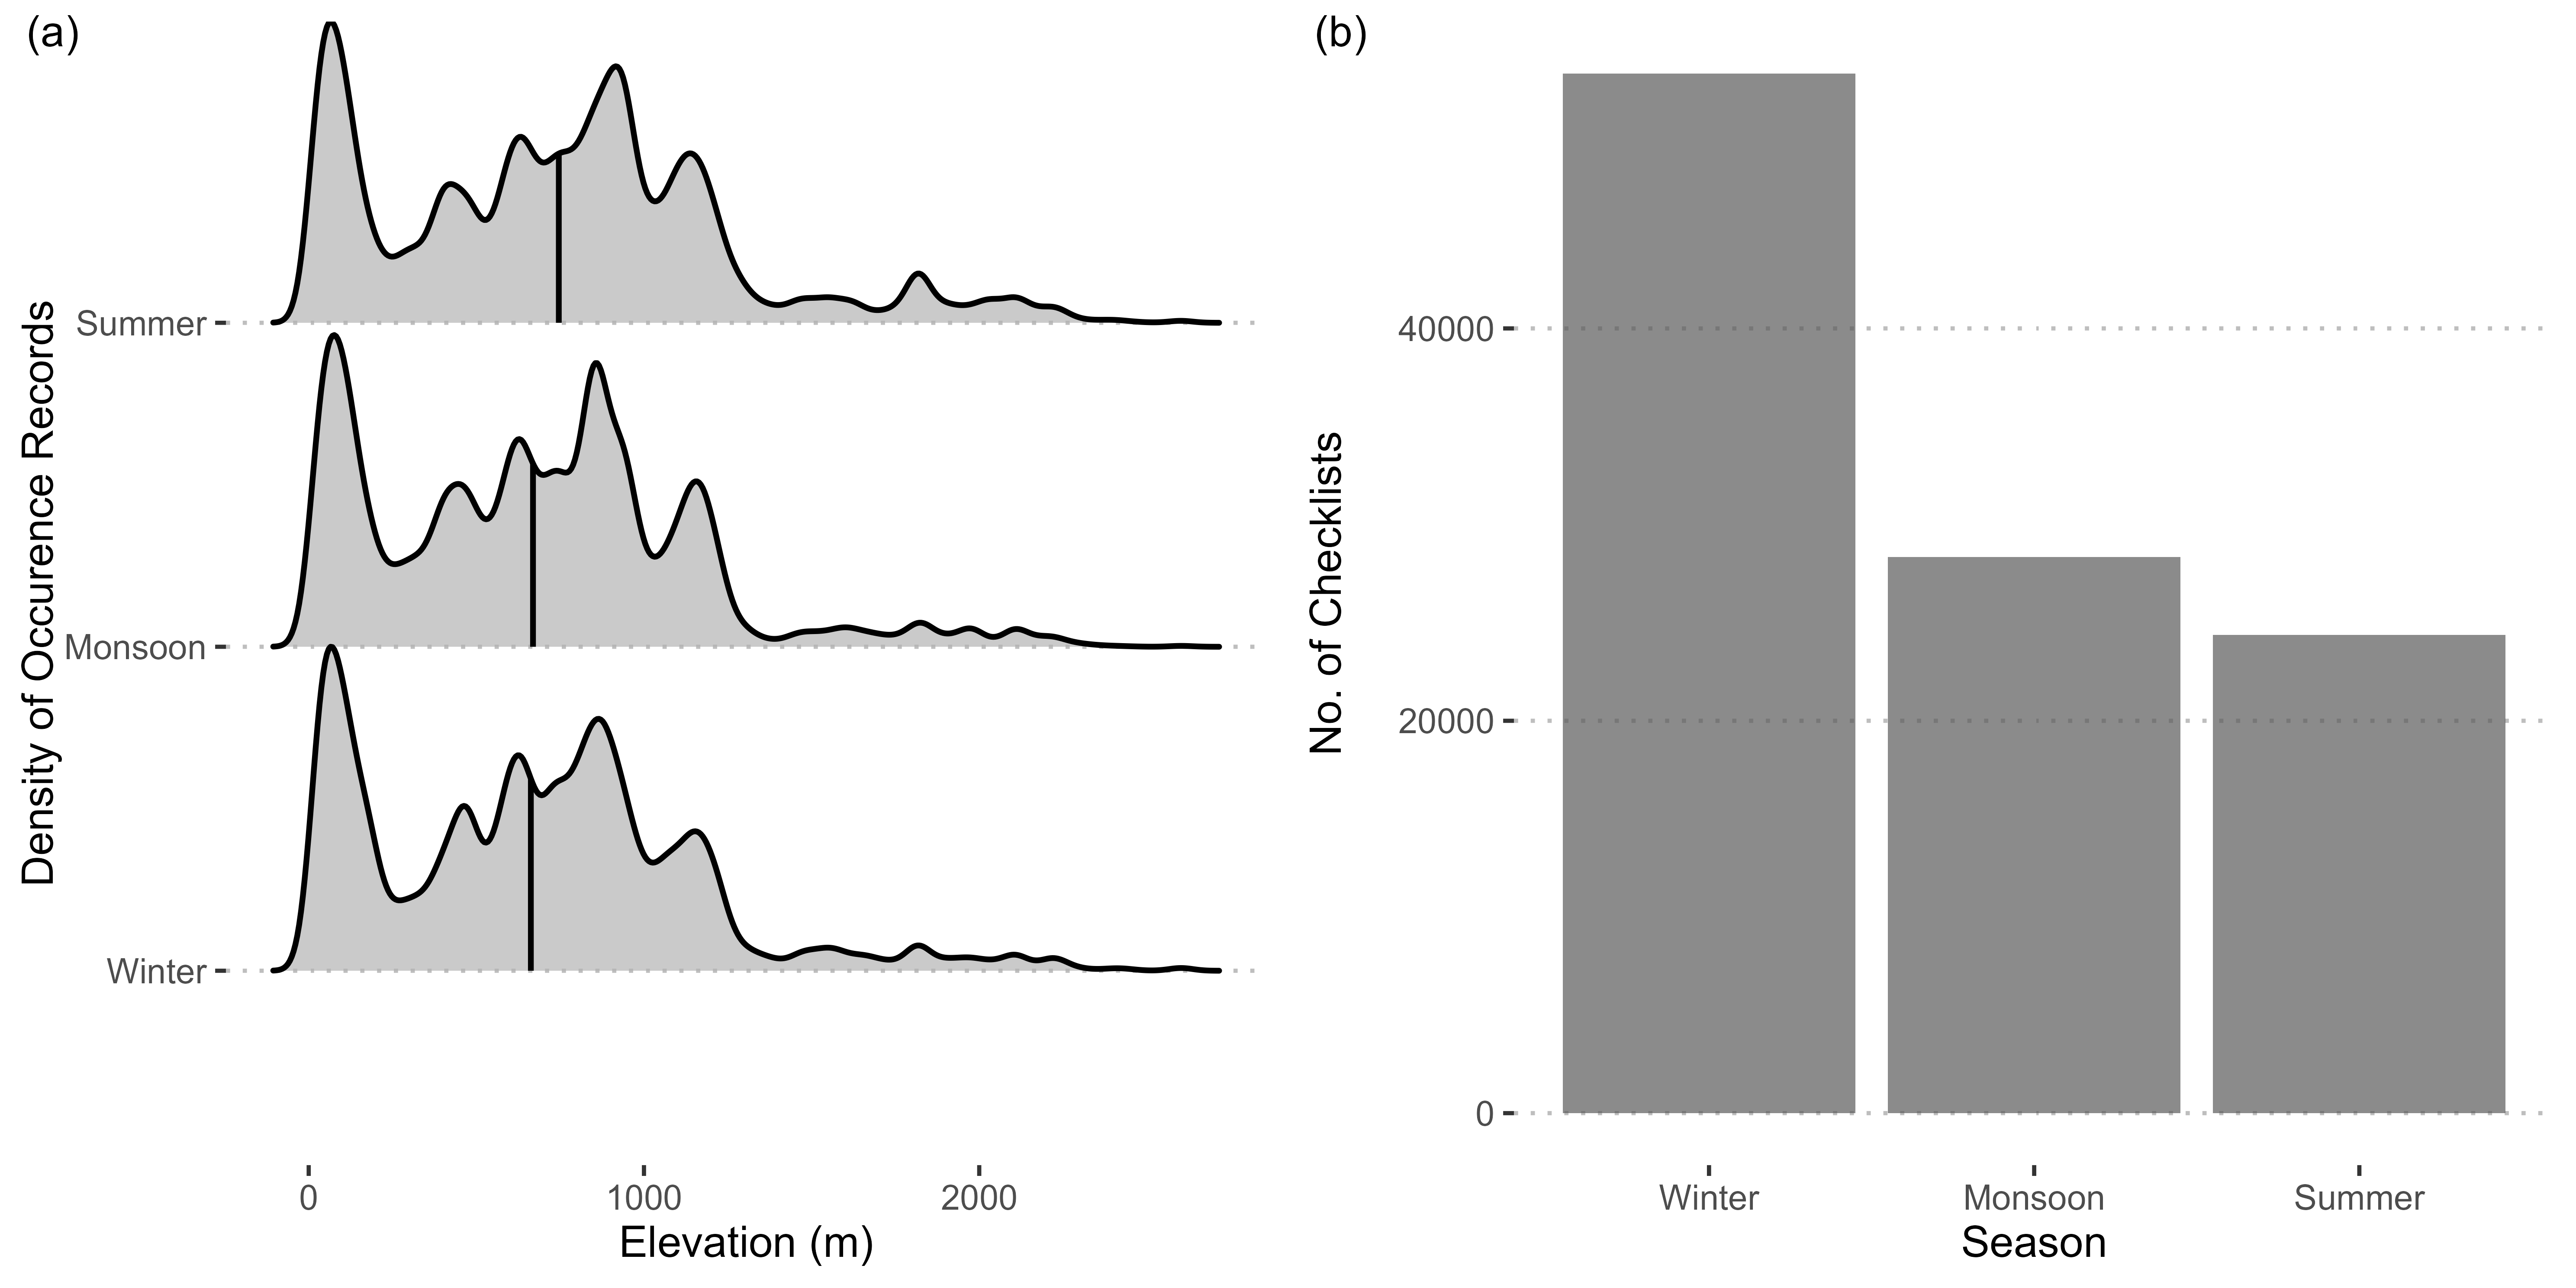 (a)
Density of Occurence Records
Summer
Monsoon
Winter
0
1000
2000
Elevation (m)
(b)
No. of Checklists
40000
20000
0
Winter
Monsoon
Summer
Season